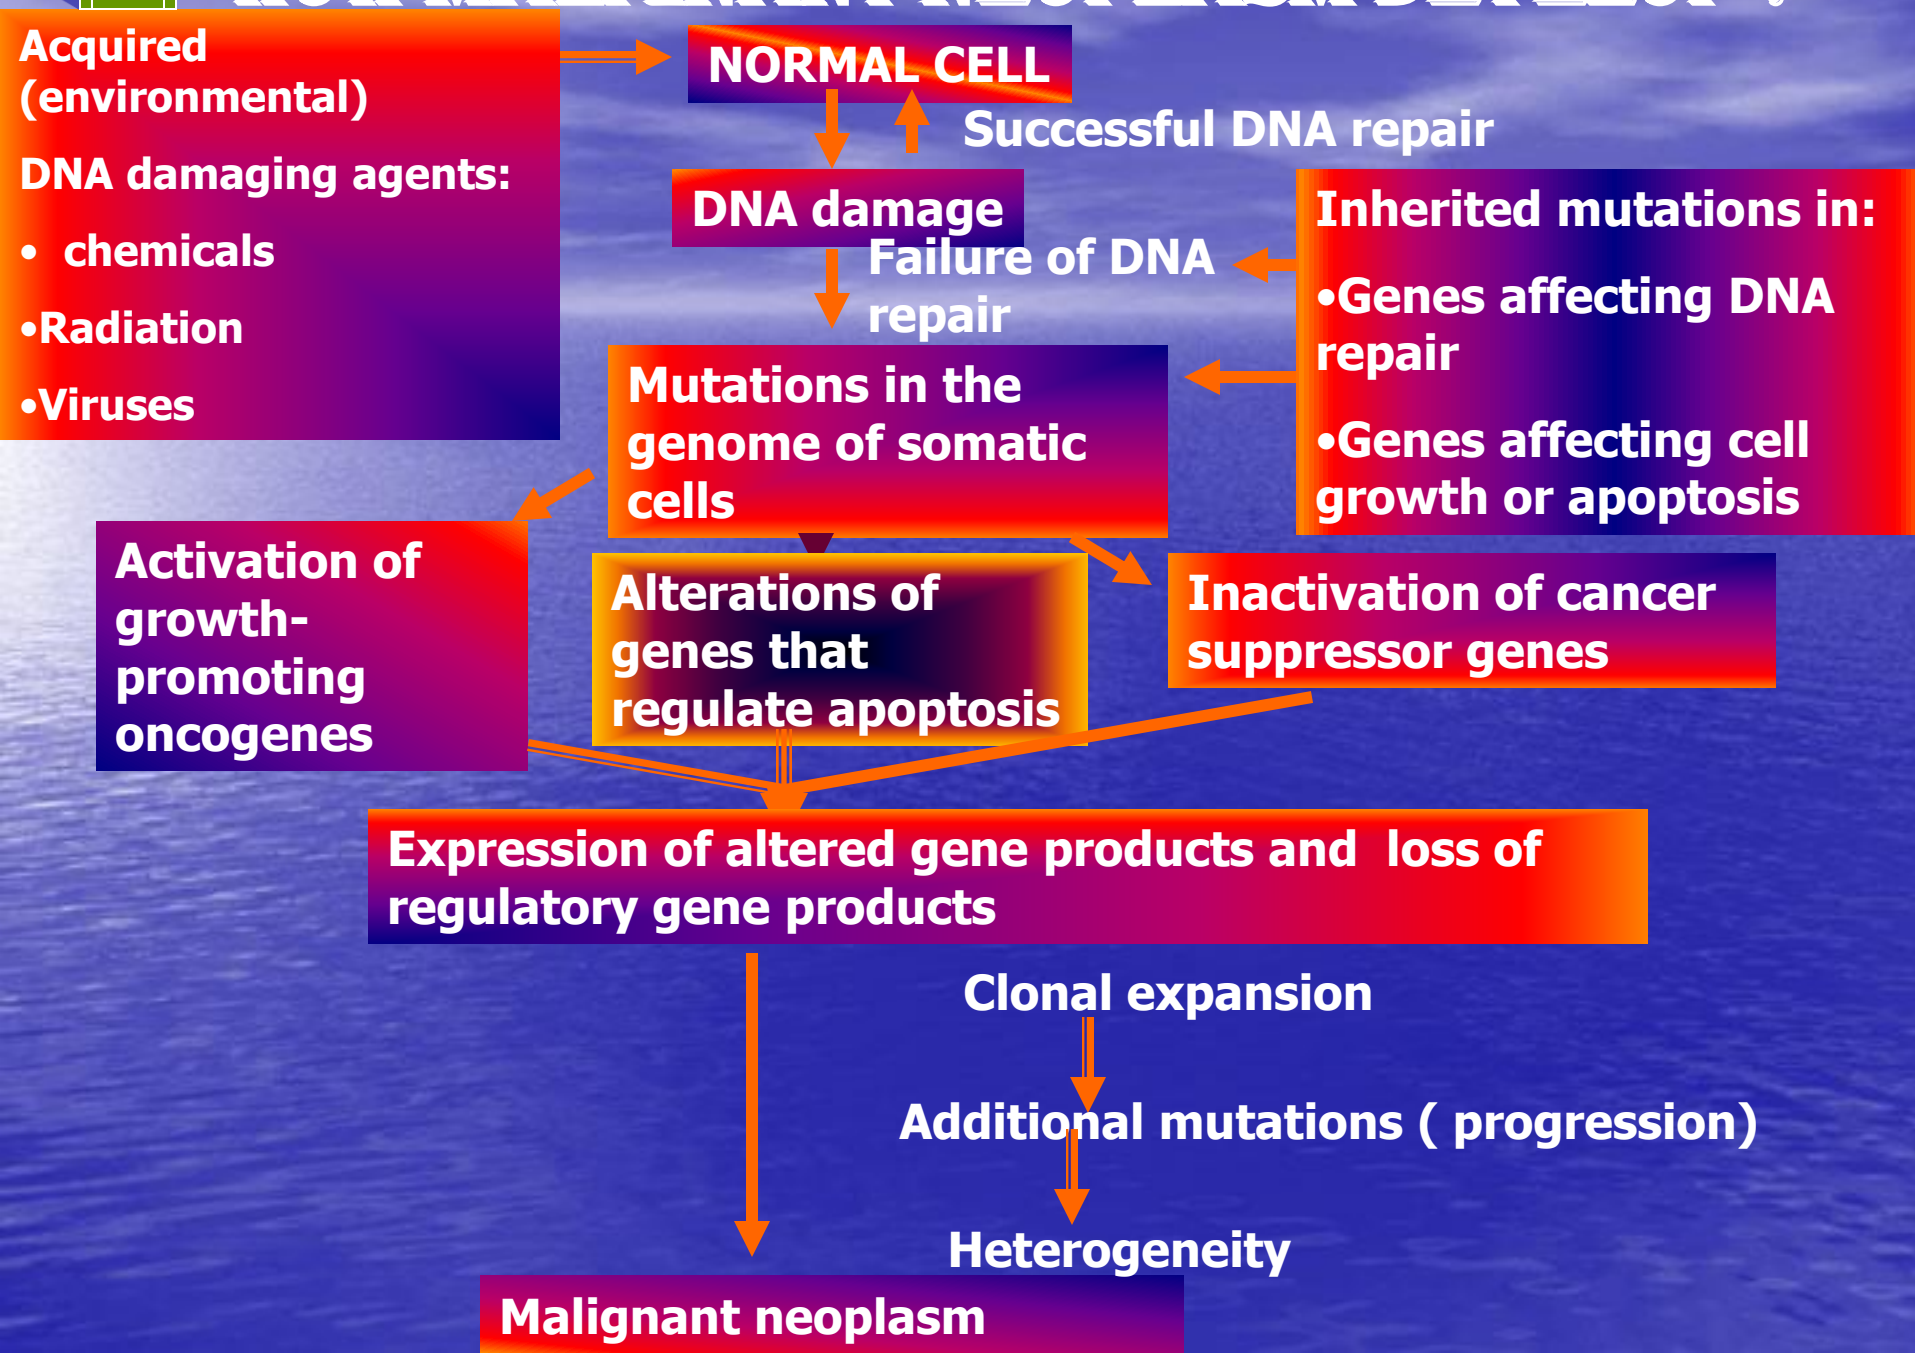 Acquired
(environmental)
DNA damaging agents:
• chemicals
•Radiation
•Viruses
NORMAL CELL
Successful DNA repair
DNA damage
Failure of DNA
repair
Inherited mutations in:
•Genes affecting DNA
repair
•Genes affecting cell
growth or apoptosis
Mutations in the
genome of somatic
cells
Activation of
growth-
promoting
oncogenes
Alterations of
genes that
regulate apoptosis
Inactivation of cancer
suppressor genes
Expression of altered gene products and loss of
regulatory gene products
Clonal expansion
Additional mutations ( progression)
Heterogeneity
Malignant neoplasm